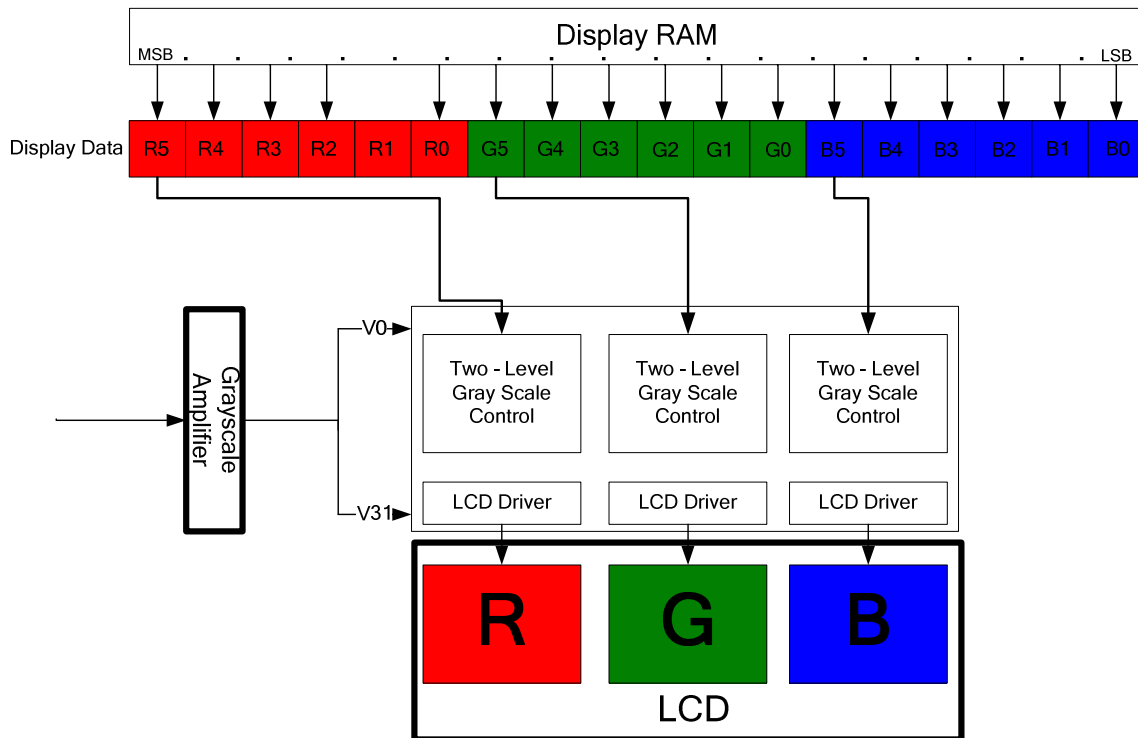 Display RAM
MSB
LSB
Display Data
R5 R4 R3 R2 R1 R0 G5 G4 G3 G2 G1 G0 B5 B4 B3 B2 B1 B0
Grayscale
Amplifier
V0
V31
Two - Level
Gray Scale
Control
Two - Level
Gray Scale
Control
Two - Level
Gray Scale
Control
LCD Driver
LCD Driver
LCD Driver
R
G
B
LCD